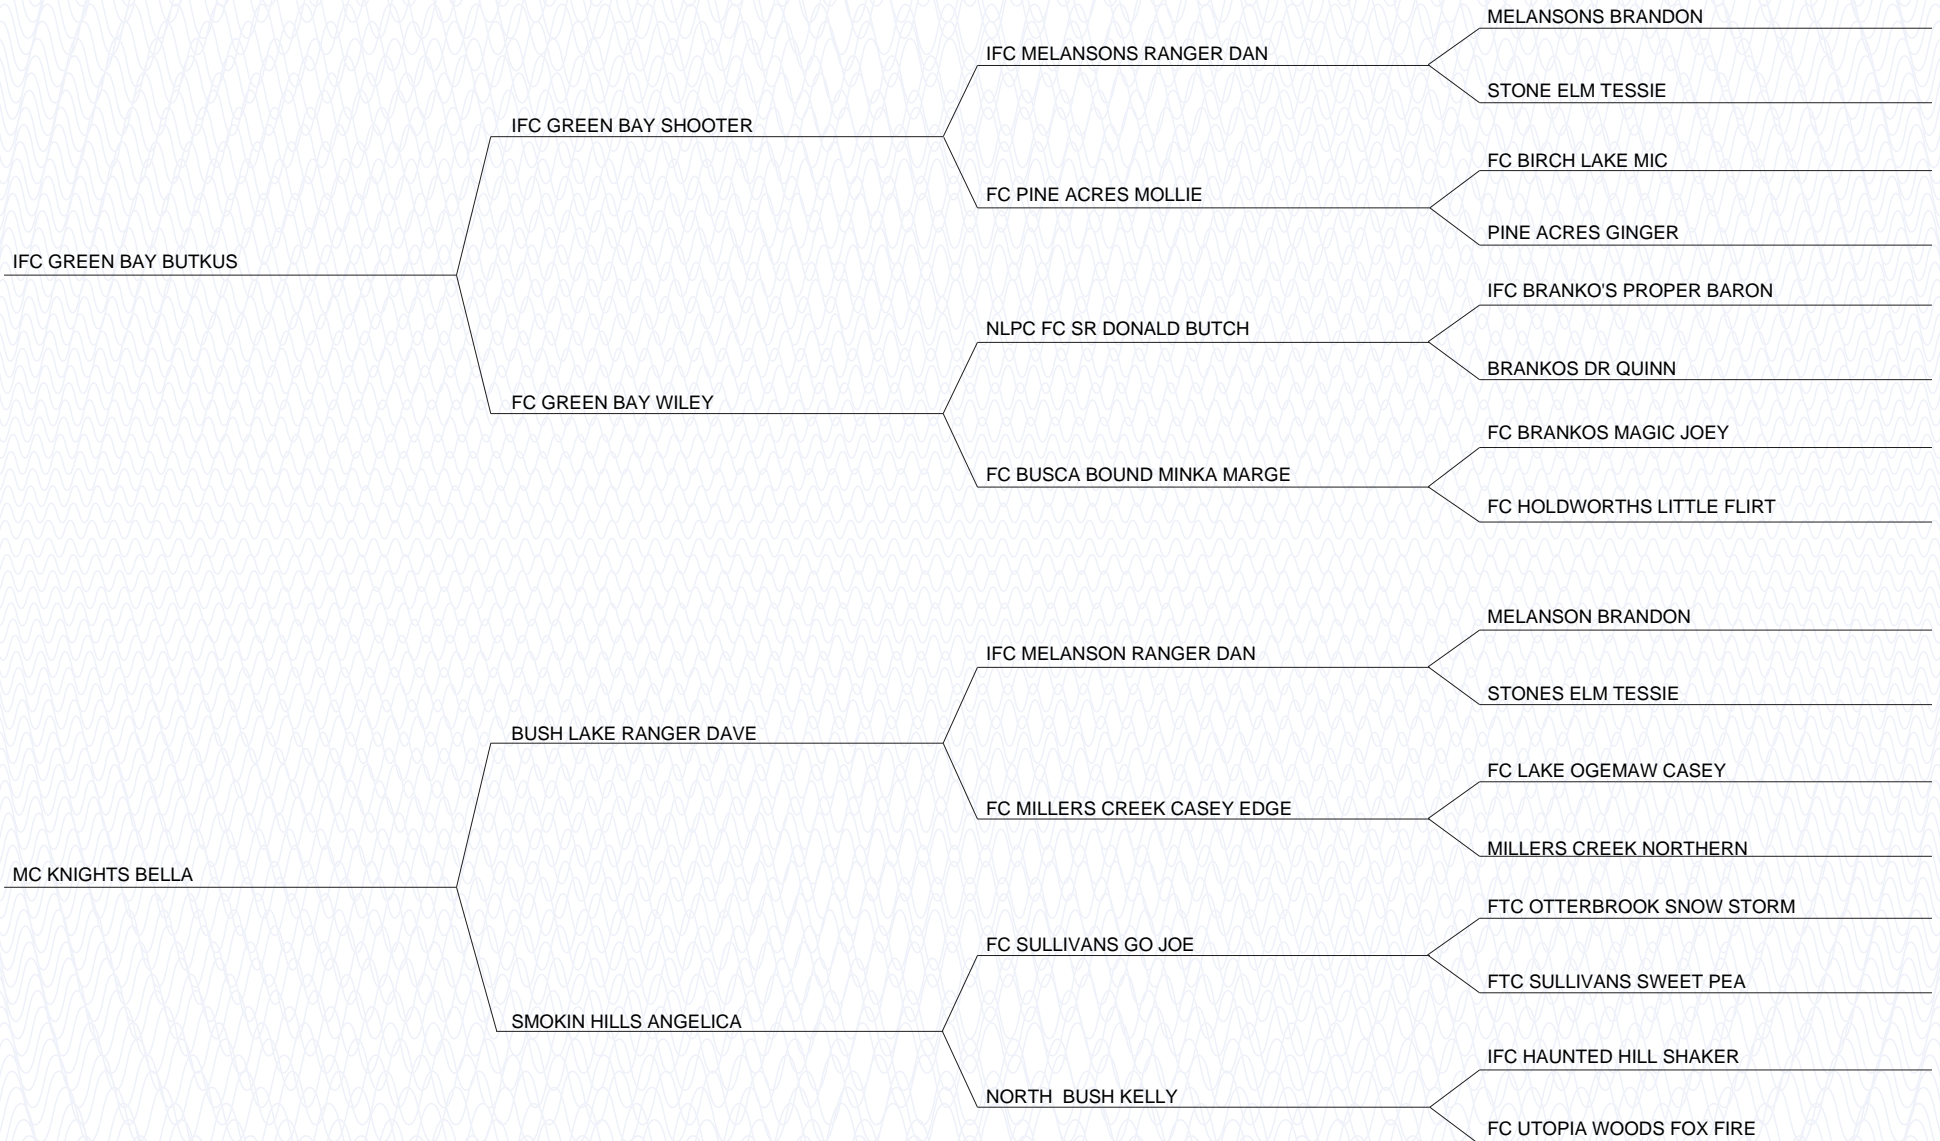 MELANSONS BRANDON
IFC MELANSONS RANGER DAN
STONE ELM TESSIE
IFC GREEN BAY SHOOTER
FC BIRCH LAKE MIC
FC PINE ACRES MOLLIE
PINE ACRES GINGER
IFC GREEN BAY BUTKUS
IFC BRANKO'S PROPER BARON
NLPC FC SR DONALD BUTCH
BRANKOS DR QUINN
FC GREEN BAY WILEY
FC BRANKOS MAGIC JOEY
FC BUSCA BOUND MINKA MARGE
FC HOLDWORTHS LITTLE FLIRT
MELANSON BRANDON
IFC MELANSON RANGER DAN
STONES ELM TESSIE
BUSH LAKE RANGER DAVE
FC LAKE OGEMAW CASEY
FC MILLERS CREEK CASEY EDGE
MILLERS CREEK NORTHERN
MC KNIGHTS BELLA
FTC OTTERBROOK SNOW STORM
FC SULLIVANS GO JOE
FTC SULLIVANS SWEET PEA
SMOKIN HILLS ANGELICA
IFC HAUNTED HILL SHAKER
NORTH  BUSH KELLY
FC UTOPIA WOODS FOX FIRE